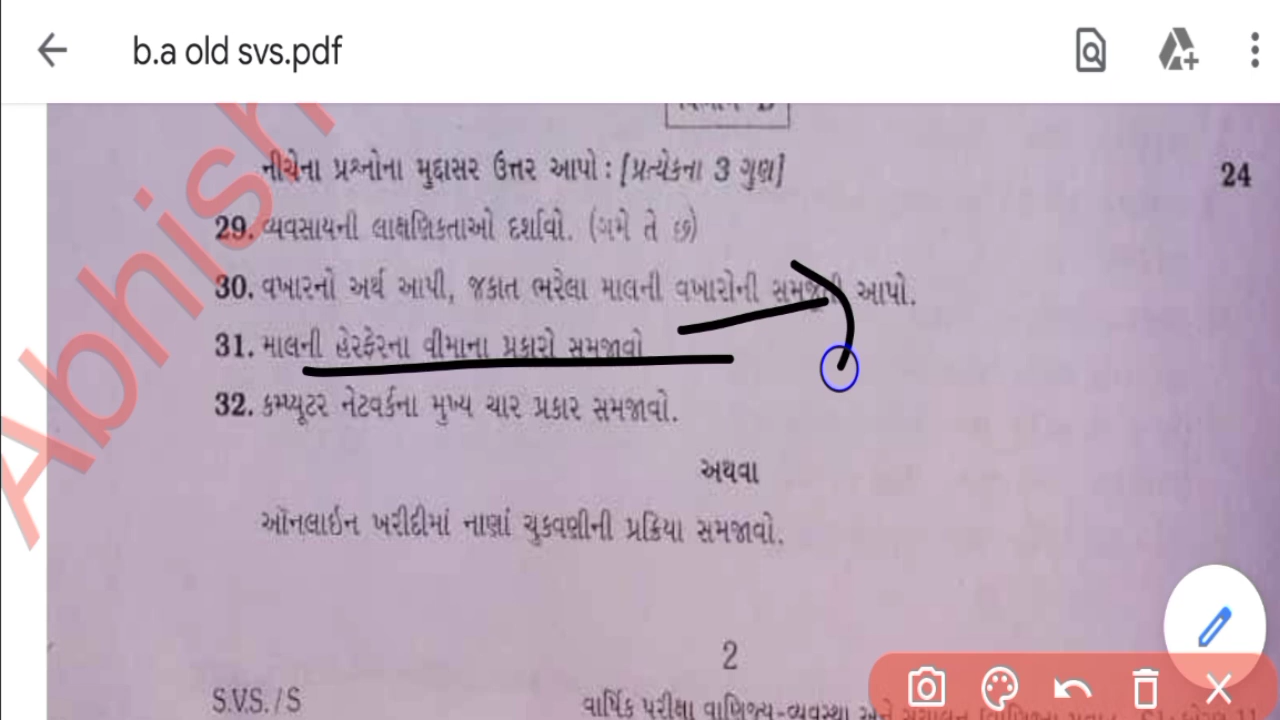 b.a old svs.pdf
Abhish
નીચેના પ્રશ્નોના મુદ્દાસર ઉત્તર આપો : [પ્રત્યેકના 3 ગુણ] 24
29. વ્યવસાયની લાક્ષણિકતાઓ દર્શાવો. (ગમે તે છ)
30. વખારનો અર્થ આપી, જકાત ભરેલા માલની વખારોની સમજૂતી આપો.
31. માલની હેરફેરના વીમાના પ્રકારો સમજાવો
32. કમ્પ્યૂટર નેટવર્કના મુખ્ય ચાર પ્રકાર સમજાવો.
અથવા
ઑનલાઇન ખરીદીમાં નાણાં ચુકવણીની પ્રક્રિયા સમજાવો.
2
S.V.S. / S વાર્ષિક પરીક્ષા વાણિજ્ય-વ્યવસ્થા અને